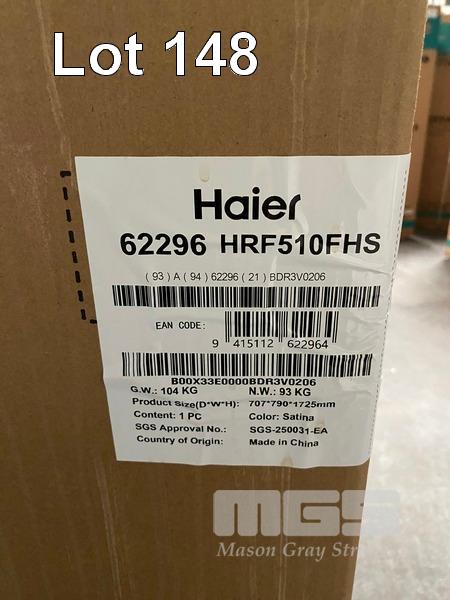 Lot 148
Haier
62296 HRF510FHS
(93)A(94)62296(21)BDR3V0206
EAN CODE:
9 415112 622964
B00X33E0000BDR3V0206
G.W.: 104 KG N.W.: 93 KG
Product Size(D*W*H): 707*790*1725mm
Content: 1 PC Color: Satina
SGS Approval No.: SGS-250031-EA
Country of Origin: Made in China
MGS
Mason Gray Str